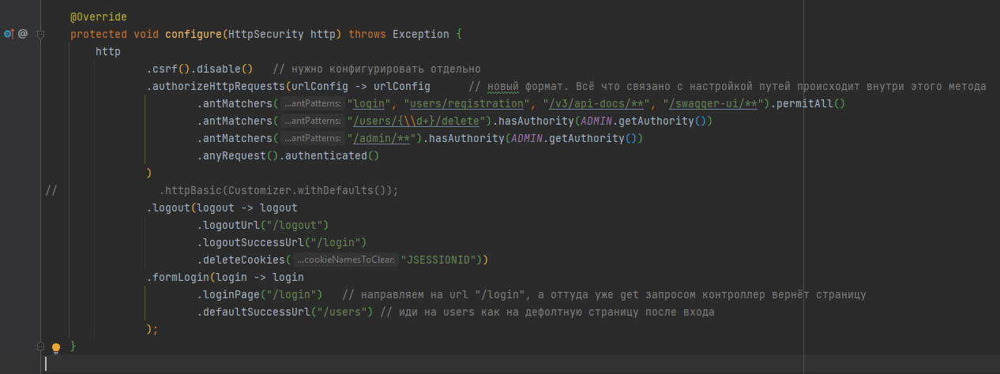 @Override
protected void configure(HttpSecurity http) throws Exception {
http
.csrf().disable() // нужно конфигурировать отдельно
.authorizeHttpRequests(urlConfig -> urlConfig // новый формат. Всё что связано с настройкой путей происходит внутри этого метода
.antMatchers( ...antPatterns: "login", "users/registration", "/v3/api-docs/**", "/swagger-ui/**").permitAll()
.antMatchers( ...antPatterns: "/users/{\\d+}/delete").hasAuthority(ADMIN.getAuthority())
.antMatchers( ...antPatterns: "/admin/**").hasAuthority(ADMIN.getAuthority())
.anyRequest().authenticated()
)
// .httpBasic(Customizer.withDefaults());
.logout(logout -> logout
.logoutUrl("/logout")
.logoutSuccessUrl("/login")
.deleteCookies( ...cookieNamesToClear: "JSESSIONID"))
.formLogin(login -> login
.loginPage("/login") // направляем на url "/login", а оттуда уже get запросом контроллер вернёт страницу
.defaultSuccessUrl("/users") // иди на users как на дефолтную страницу после входа
);
}